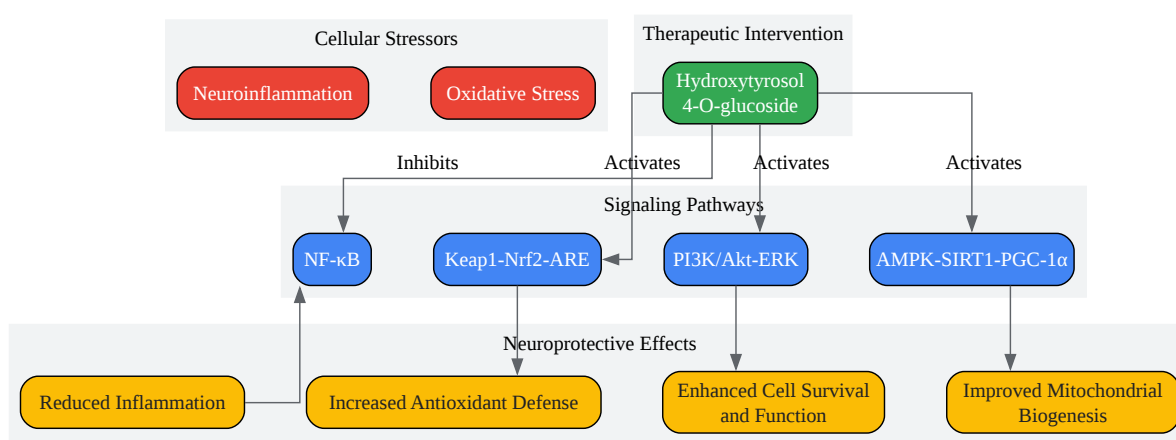 Cellular Stressors
Therapeutic Intervention
Neuroinflammation
Oxidative Stress
Hydroxytyrosol
4-O-glucoside
Inhibits
Activates
Activates
Activates
Signaling Pathways
NF-κB
Keap1-Nrf2-ARE
PI3K/Akt-ERK
AMPK-SIRT1-PGC-1α
Neuroprotective Effects
Reduced Inflammation
Increased Antioxidant Defense
Enhanced Cell Survival
and Function
Improved Mitochondrial
Biogenesis